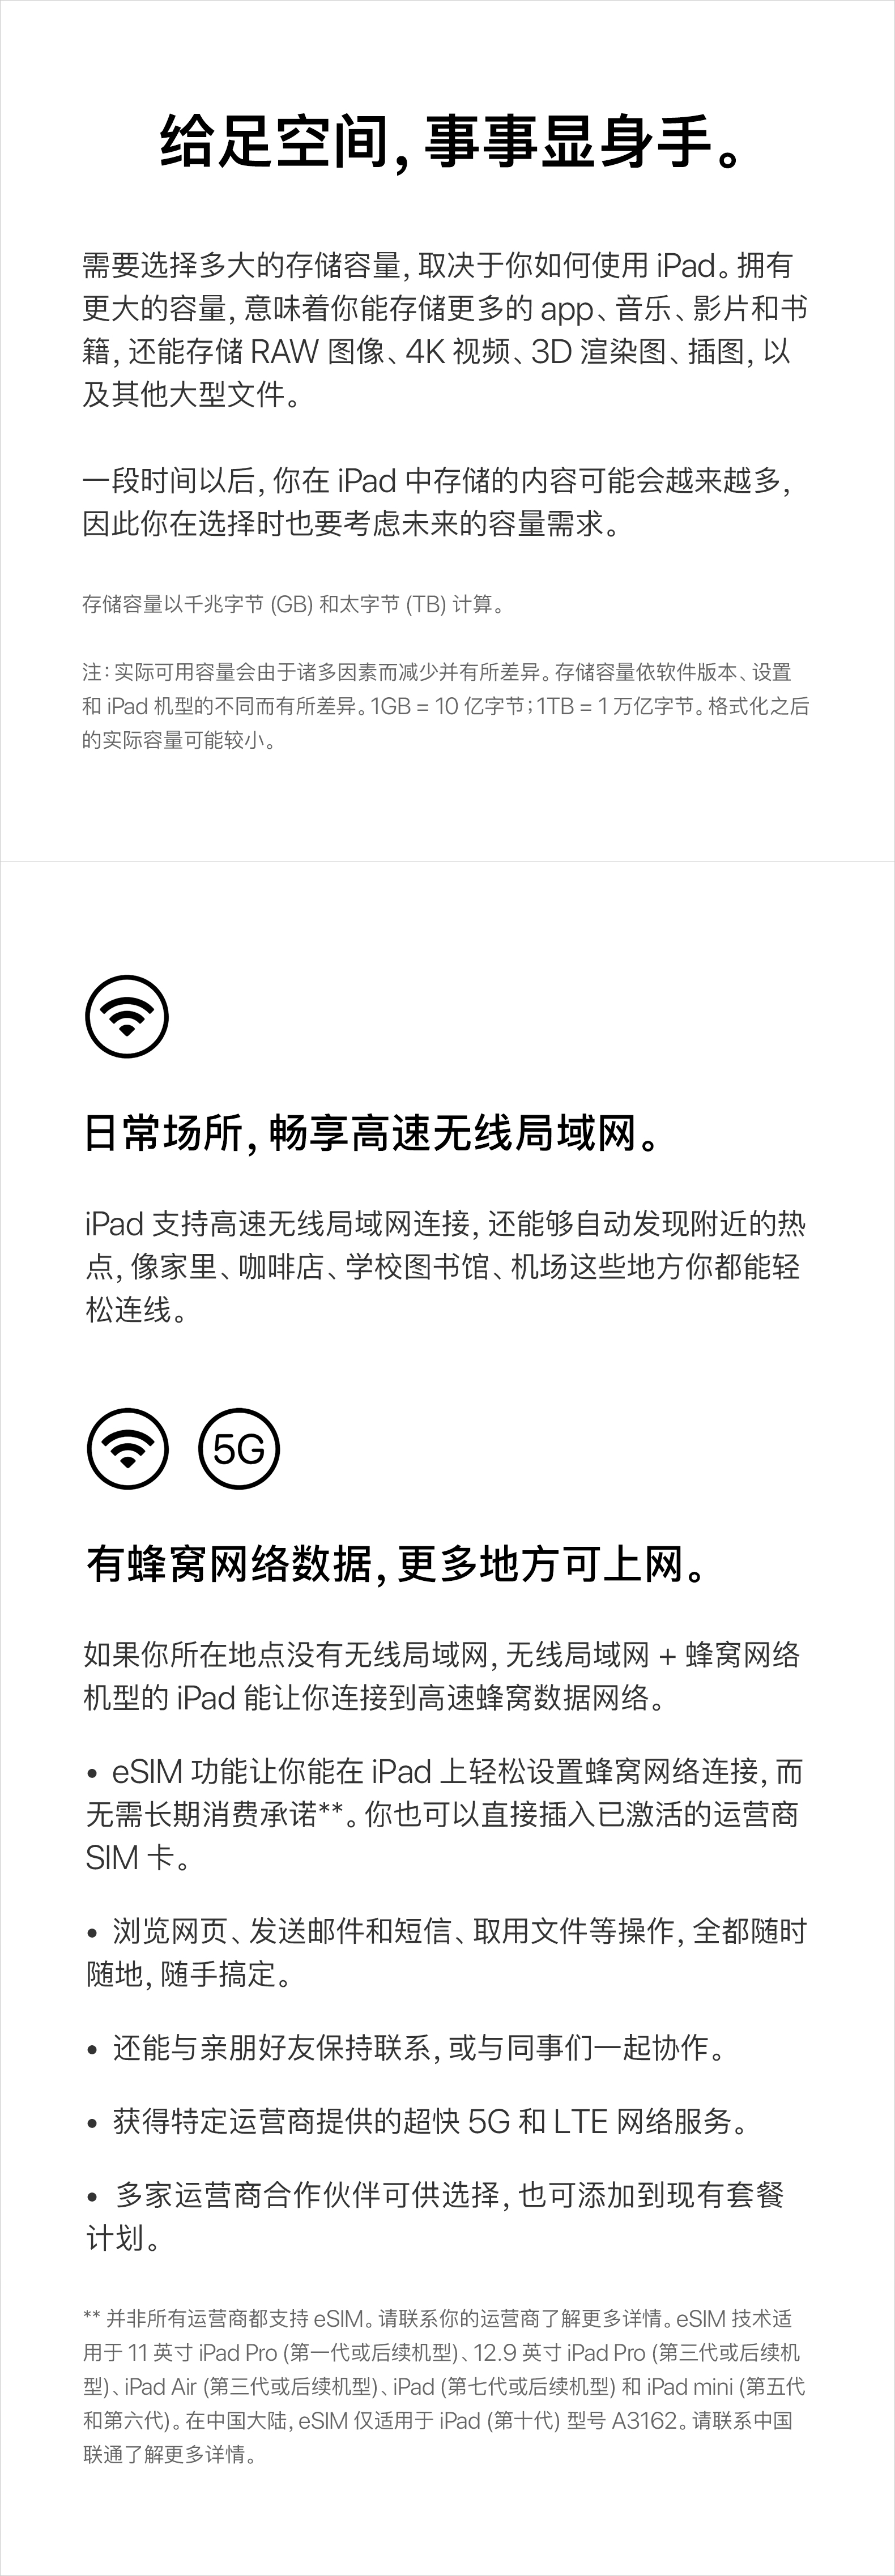 给足空间，事事显身手。
需要选择多大的存储容量，取决于你如何使用 iPad。拥有
更大的容量，意味着你能存储更多的 app、音乐、影片和书
籍，还能存储 RAW 图像、4K 视频、3D 渲染图、插图，以
及其他大型文件。
一段时间以后，你在 iPad 中存储的内容可能会越来越多，
因此你在选择时也要考虑未来的容量需求。
存储容量以千兆字节 (GB) 和太字节 (TB) 计算。
注：实际可用容量会由于诸多因素而减少并有所差异。存储容量依软件版本、设置
和 iPad 机型的不同而有所差异。1GB = 10 亿字节；1TB = 1 万亿字节。格式化之后
的实际容量可能较小。
日常场所，畅享高速无线局域网。
iPad 支持高速无线局域网连接，还能够自动发现附近的热
点，像家里、咖啡店、学校图书馆、机场这些地方你都能轻
松连线。
5G
有蜂窝网络数据，更多地方可上网。
如果你所在地点没有无线局域网，无线局域网 + 蜂窝网络
机型的 iPad 能让你连接到高速蜂窝数据网络。
• eSIM 功能让你能在 iPad 上轻松设置蜂窝网络连接，而
无需长期消费承诺**。你也可以直接插入已激活的运营商
SIM 卡。
• 浏览网页、发送邮件和短信、取用文件等操作，全都随时
随地，随手搞定。
• 还能与亲朋好友保持联系，或与同事们一起协作。
• 获得特定运营商提供的超快 5G 和 LTE 网络服务。
• 多家运营商合作伙伴可供选择，也可添加到现有套餐
计划。
** 并非所有运营商都支持 eSIM。请联系你的运营商了解更多详情。eSIM 技术适
用于 11 英寸 iPad Pro (第一代或后续机型)、12.9 英寸 iPad Pro (第三代或后续机
型)、iPad Air (第三代或后续机型)、iPad (第七代或后续机型) 和 iPad mini (第五代
和第六代)。在中国大陆，eSIM 仅适用于 iPad (第十代) 型号 A3162。请联系中国
联通了解更多详情。